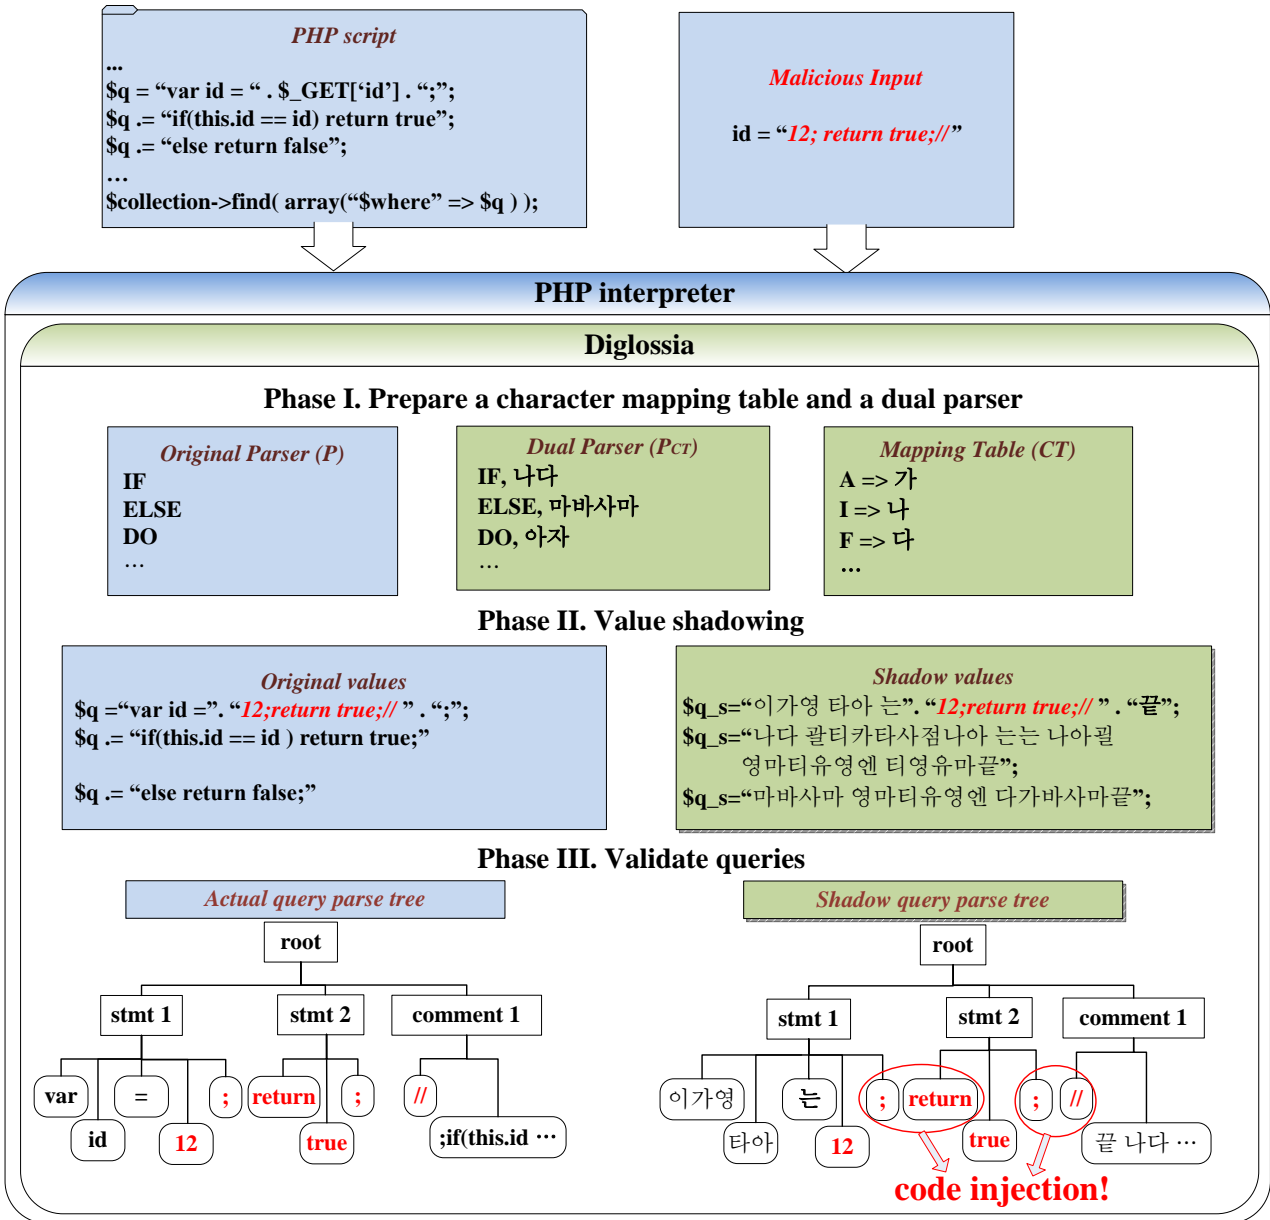 PHP script
...
$q = “var id = “ . $_GET[‘id’] . “;”;
$q .= “if(this.id == id) return true”;
$q .= “else return false”;
…
$collection->find( array(“$where” => $q ) );
Malicious Input
id = “12; return true;//”
PHP interpreter
Diglossia
Phase I. Prepare a character mapping table and a dual parser
Original Parser (P)
IF
ELSE
DO
…
Dual Parser (PCT)
IF, 나다
ELSE, 마바사마
DO, 아자
…
Mapping Table (CT)
A => 가
I => 나
F => 다
…
Phase II. Value shadowing
Original values
$q =“var id =”. “12;return true;// ” . “;”;
$q .= “if(this.id == id ) return true;”
$q .= “else return false;”
Shadow values
$q_s=“이가영 타아 는”. “12;return true;// ” . “끝”;
$q_s=“나다 괄티카타사점나아 는는 나아괼
영마티유영엔 티영유마끝”;
$q_s=“마바사마 영마티유영엔 다가바사마끝”;
Phase III. Validate queries
Actual query parse tree
root
stmt 1
stmt 2
comment 1
var
id
=
12
;
return
true
;
//
;if(this.id …
Shadow query parse tree
root
stmt 1
stmt 2
comment 1
이가영
타아
는
12
;
return
true
;
//
끝 나다 …
code injection!